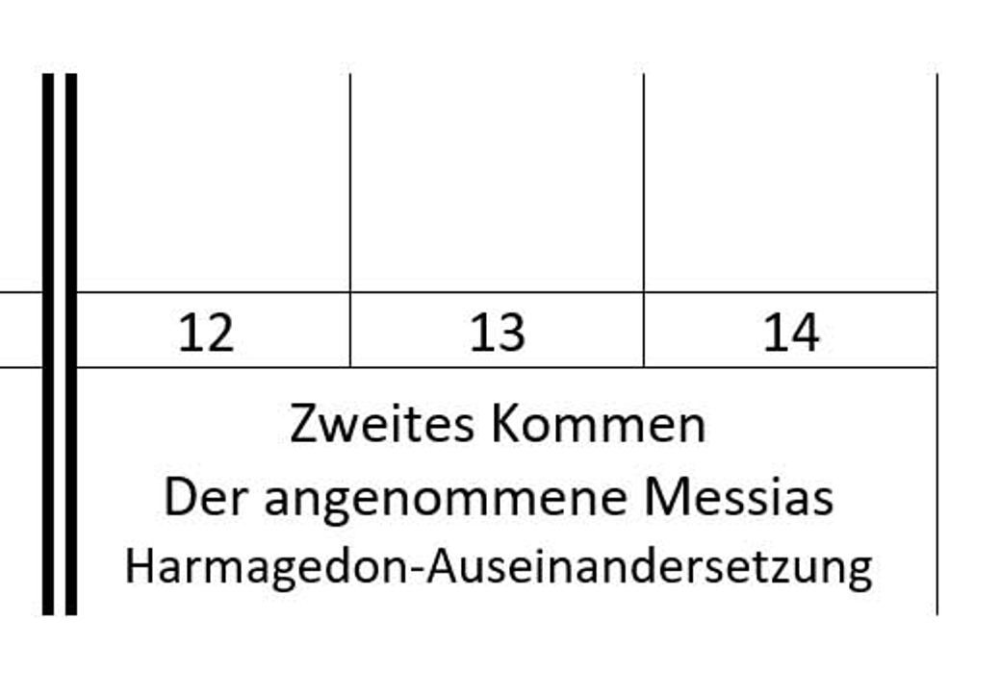 12 13 14
Zweites Kommen
Der angenommene Messias
Harmagedon-Auseinandersetzung